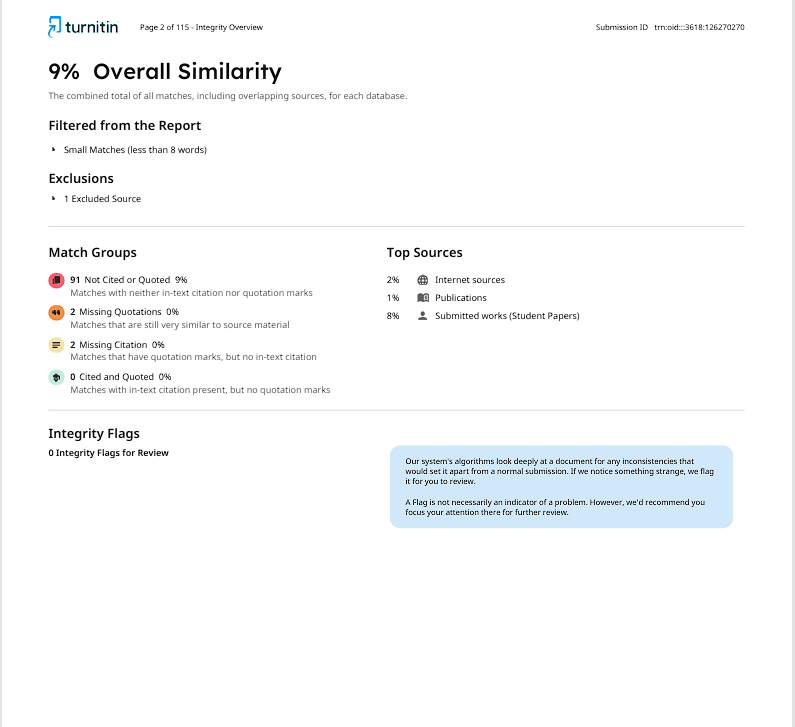 turnitin
Page 2 of 115 - Integrity Overview
Submission ID trn:oid:::3618:126270270
9% Overall Similarity
The combined total of all matches, including overlapping sources, for each database.
Filtered from the Report
Small Matches (less than 8 words)
Exclusions
1 Excluded Source
Match Groups
91 Not Cited or Quoted 9%
Matches with neither in-text citation nor quotation marks
2 Missing Quotations 0%
Matches that are still very similar to source material
2 Missing Citation 0%
Matches that have quotation marks, but no in-text citation
0 Cited and Quoted 0%
Matches with in-text citation present, but no quotation marks
Top Sources
2% Internet sources
1% Publications
8% Submitted works (Student Papers)
Integrity Flags
0 Integrity Flags for Review
Our system's algorithms look deeply at a document for any inconsistencies that
would set it apart from a normal submission. If we notice something strange, we flag
it for you to review.
A Flag is not necessarily an indicator of a problem. However, we'd recommend you
focus your attention there for further review.